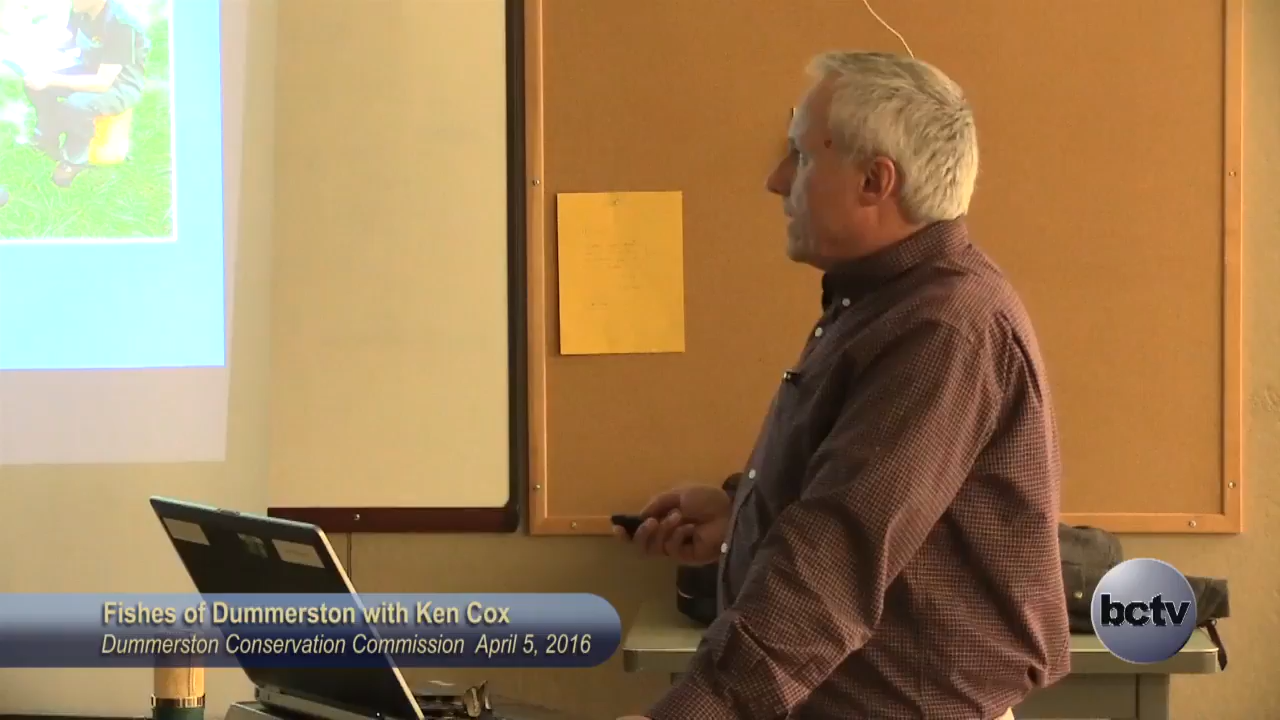 Fishes of Dummerston with Ken Cox
Dummerston Conservation Commission April 5, 2016
bctv